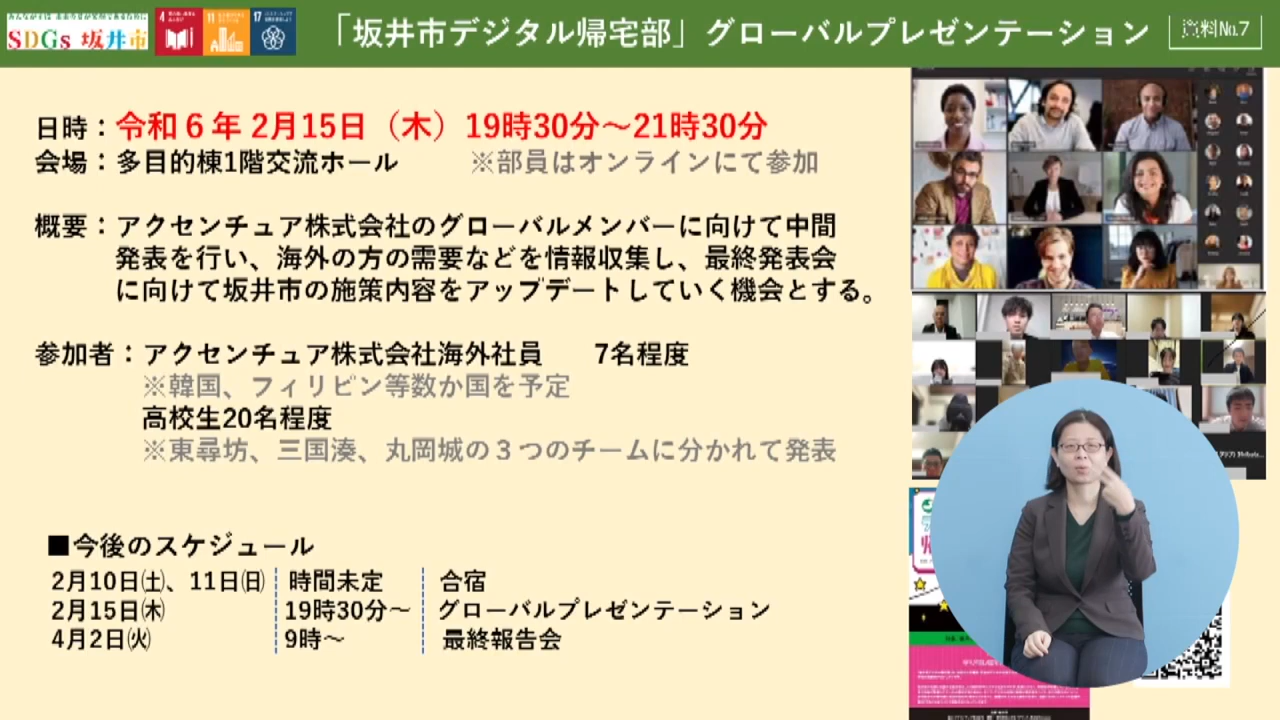 SDGs 坂井市
4
11
17
「坂井市デジタル帰宅部」グローバルプレゼンテーション
資料No.7
日時：令和６年 2月15日（木）19時30分～21時30分
会場：多目的棟1階交流ホール ※部員はオンラインにて参加
概要：アクセンチュア株式会社のグローバルメンバーに向けて中間
発表を行い、海外の方の需要などを情報収集し、最終発表会
に向けて坂井市の施策内容をアップデートしていく機会とする。
参加者：アクセンチュア株式会社海外社員 7名程度
※韓国、フィリピン等数か国を予定
高校生20名程度
※東尋坊、三国湊、丸岡城の３つのチームに分かれて発表
■今後のスケジュール
2月10日㈯、11日㈰ 時間未定 合宿
2月15日㈭ 19時30分～ グローバルプレゼンテーション
4月2日㈫ 9時～ 最終報告会